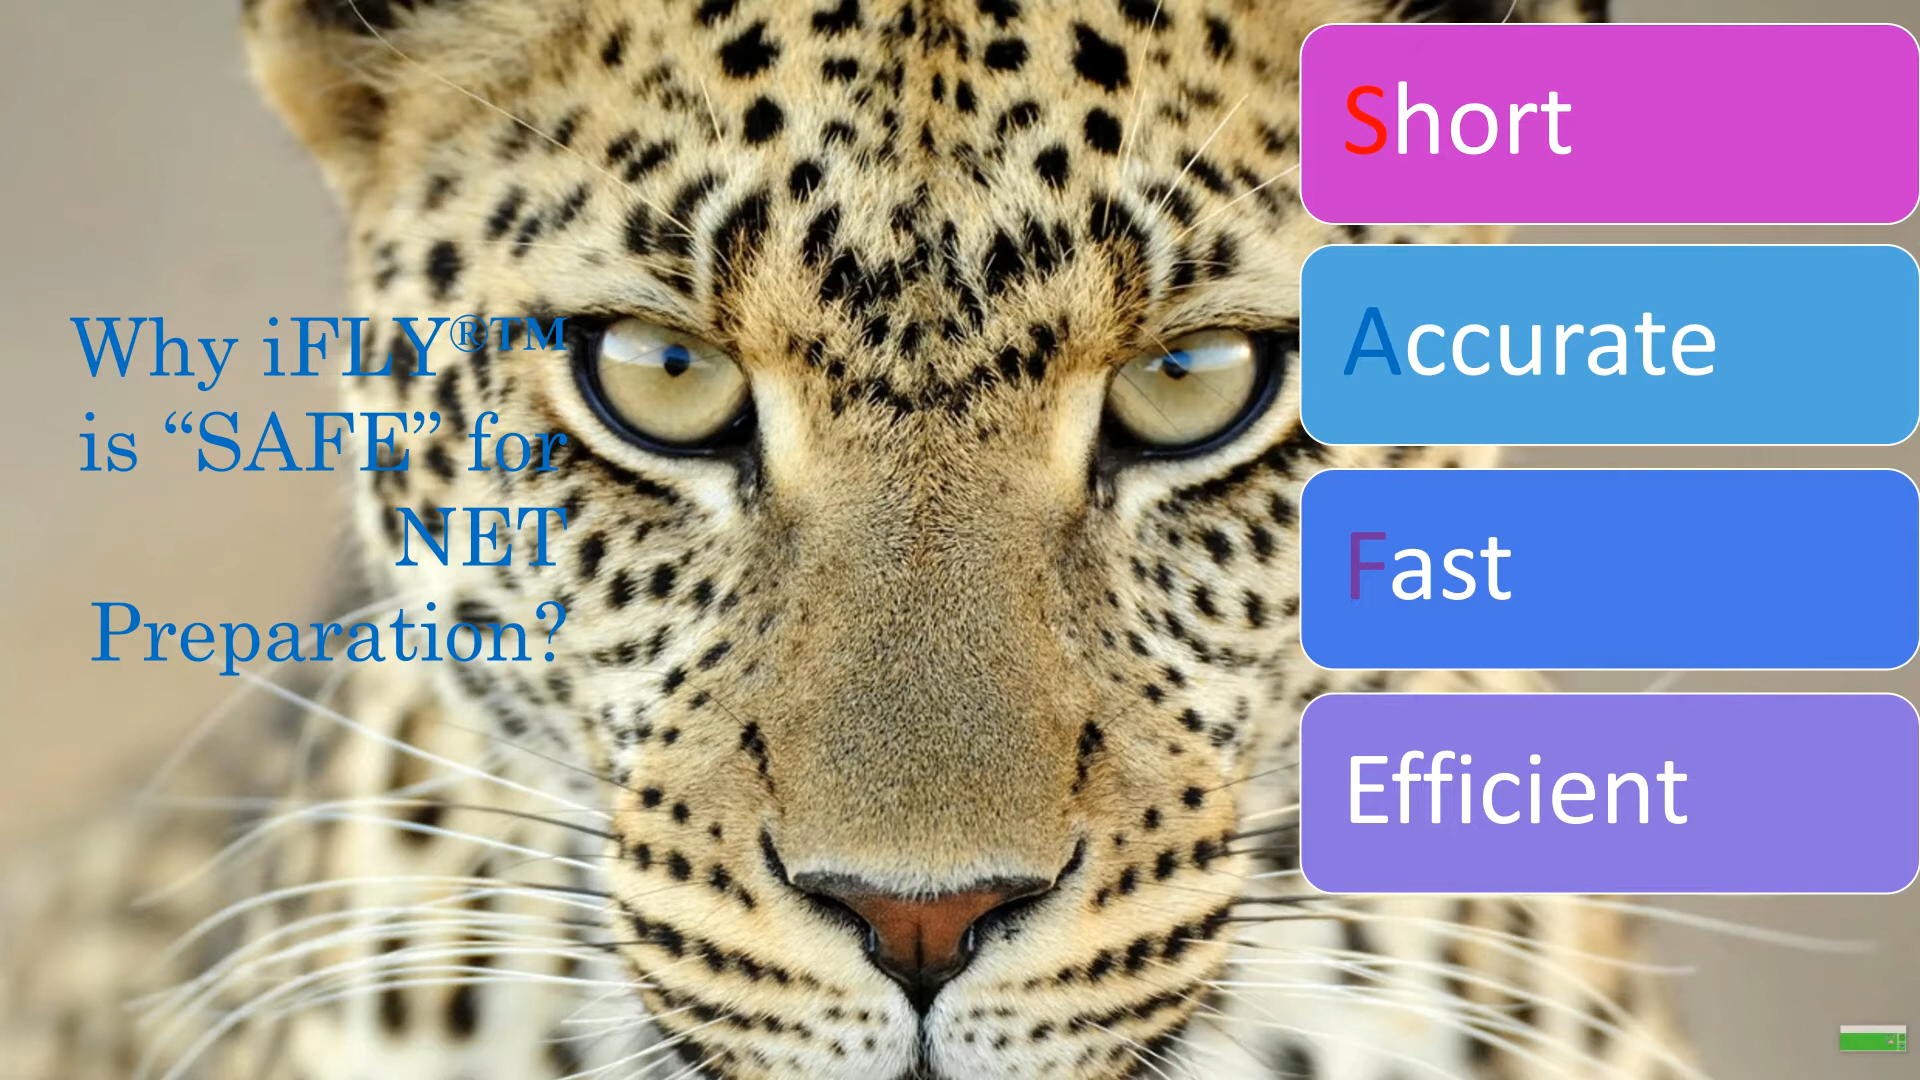 Why iFLY®™
is “SAFE” for
NET
Preparation?
Short
Accurate
Fast
Efficient